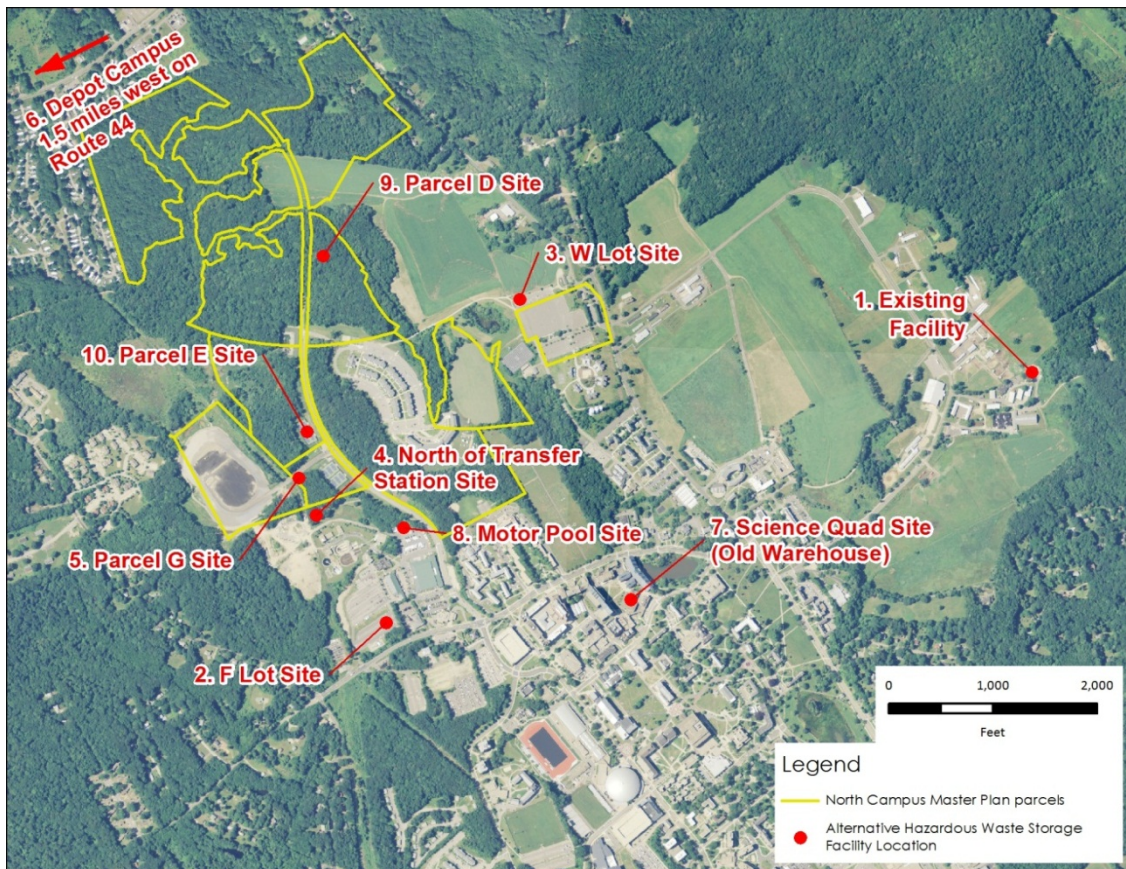 6. Depot Campus
1.5 miles west on
Route 44
9. Parcel D Site
3. W Lot Site
1. Existing
Facility
10. Parcel E Site
4. North of Transfer
Station Site
8. Motor Pool Site
7. Science Quad Site
(Old Warehouse)
5. Parcel G Site
2. F Lot Site
0 1,000 2,000
Feet
Legend
North Campus Master Plan parcels
Alternative Hazardous Waste Storage
Facility Location